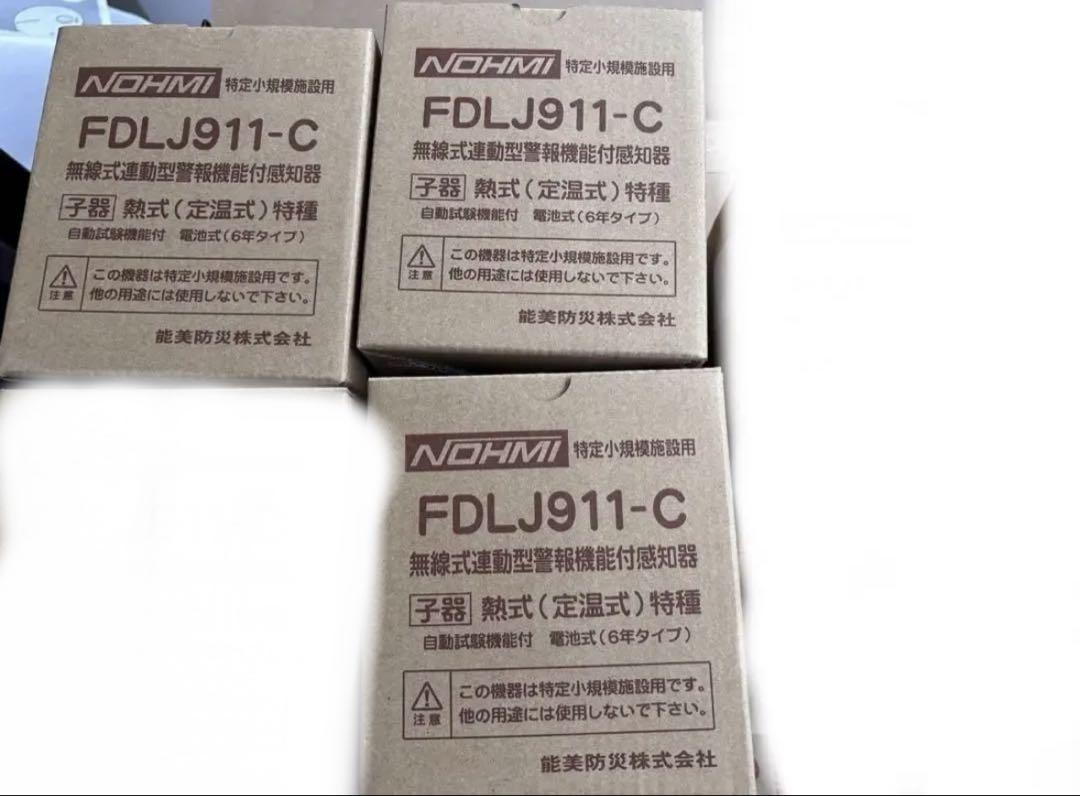 NOHMI 特定小規模施設用
FDLJ911-C
無線式連動型警報機能付感知器
子器 熱式(定温式)特種
自動試験機能付 電池式(6年タイプ)
注意 この機器は特定小規模施設用です。
他の用途には使用しないで下さい。
能美防災株式会社
NOHMI 特定小規模施設用
FDLJ911-C
無線式連動型警報機能付感知器
子器 熱式(定温式)特種
自動試験機能付 電池式(6年タイプ)
注意 この機器は特定小規模施設用です。
他の用途には使用しないで下さい。
能美防災株式会社
NOHMI 特定小規模施設用
FDLJ911-C
無線式連動型警報機能付感知器
子器 熱式(定温式)特種
自動試験機能付 電池式(6年タイプ)
注意 この機器は特定小規模施設用です。
他の用途には使用しないで下さい。
能美防災株式会社